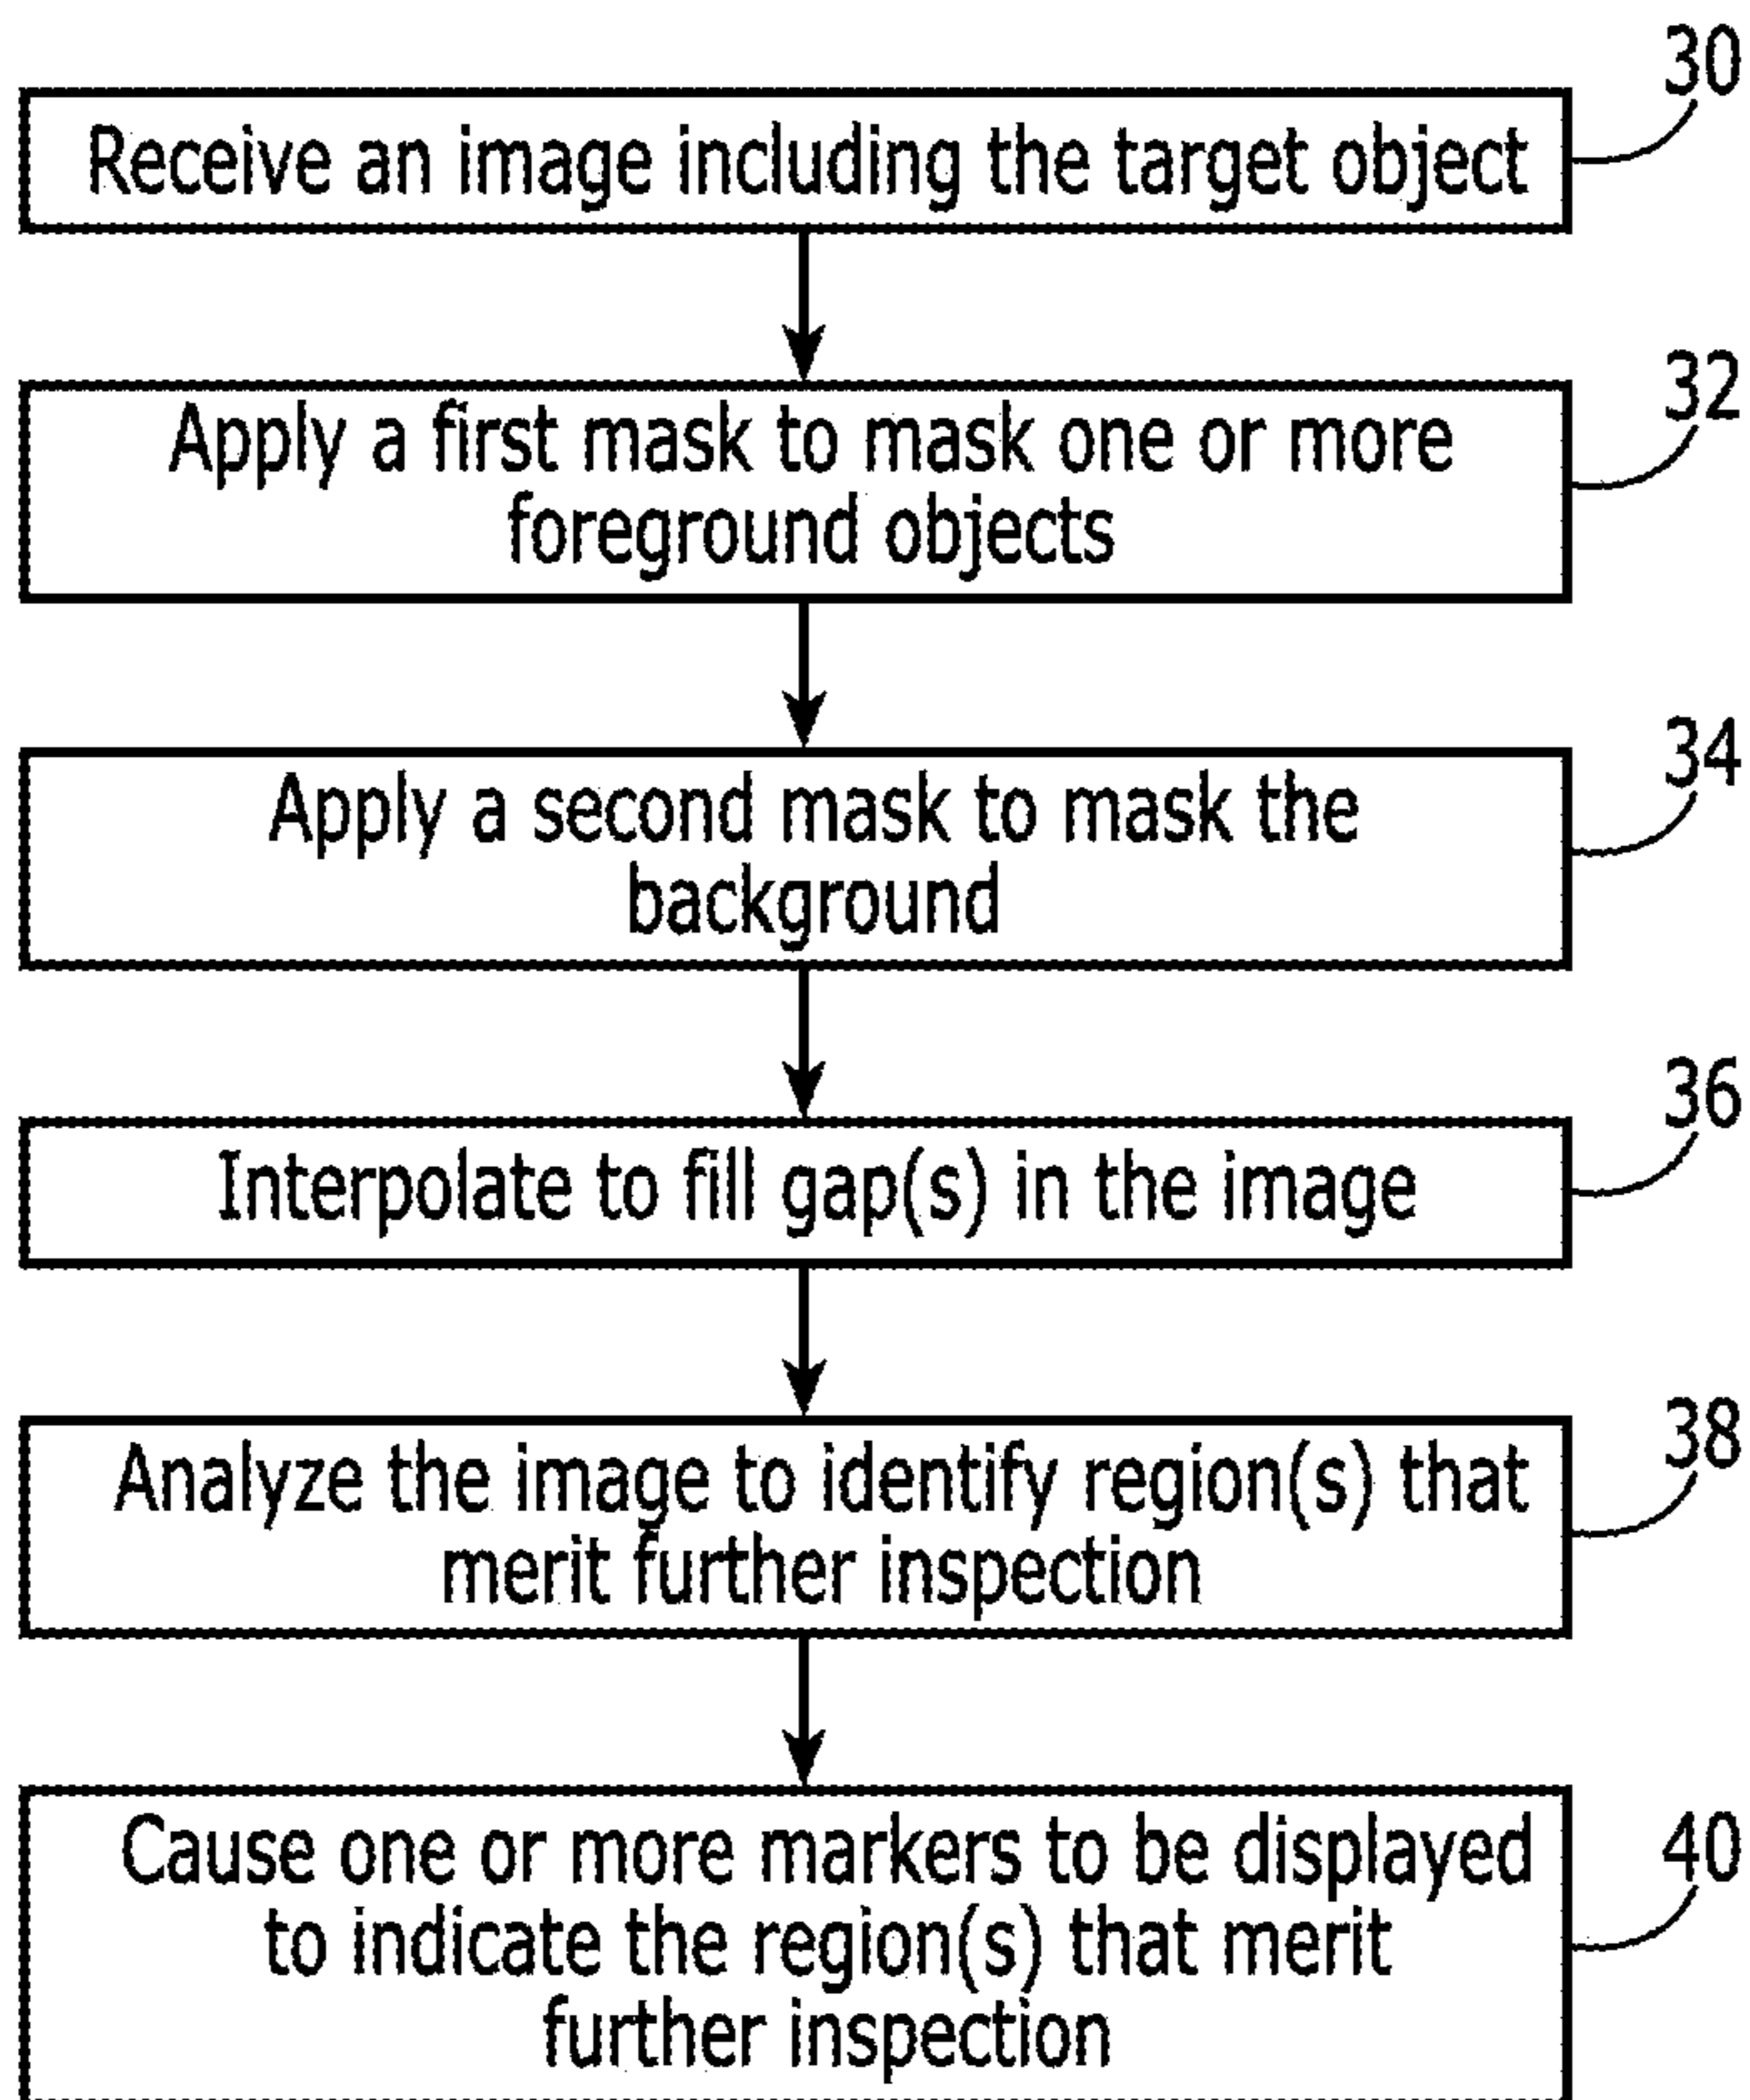 30
Receive an image including the target object
32
Apply a first mask to mask one or more
foreground objects
34
Apply a second mask to mask the
background
36
Interpolate to fill gap(s) in the image
38
Analyze the image to identify region(s) that
merit further inspection
40
Cause one or more markers to be displayed
to indicate the region(s) that merit
further inspection